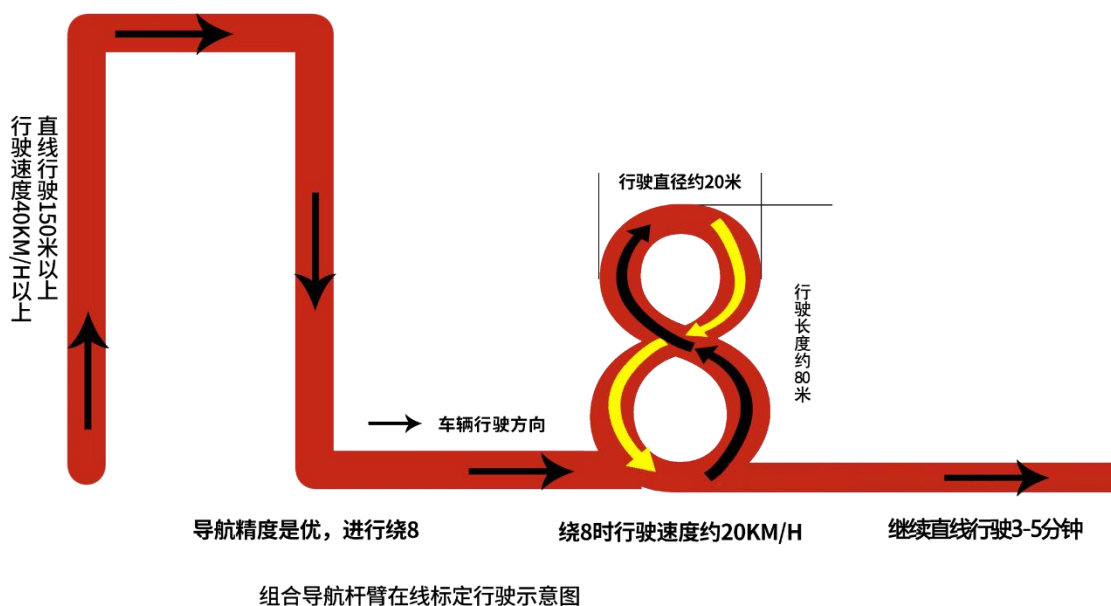 直线行驶150米以上
行驶速度40KM/H以上
行驶直径约20米
行驶长度约80米
车辆行驶方向
导航精度是优，进行绕8
绕8时行驶速度约20KM/H
继续直线行驶3-5分钟
组合导航杆臂在线标定行驶示意图